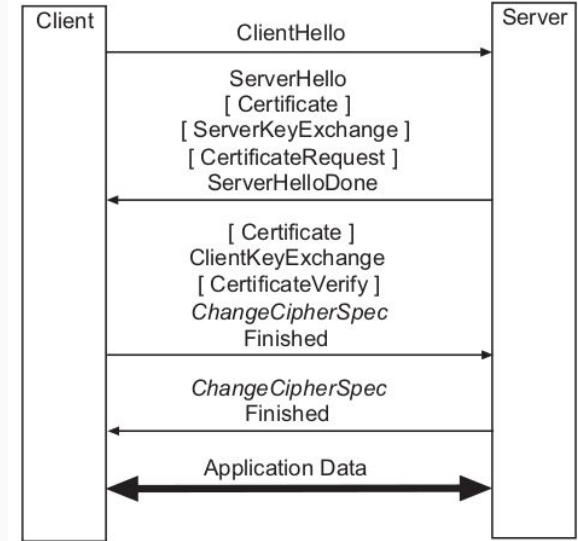 Client
Server
ClientHello
ServerHello
[ Certificate ]
[ ServerKeyExchange ]
[ CertificateRequest ]
ServerHelloDone
[ Certificate ]
ClientKeyExchange
[ CertificateVerify ]
ChangeCipherSpec
Finished
ChangeCipherSpec
Finished
Application Data